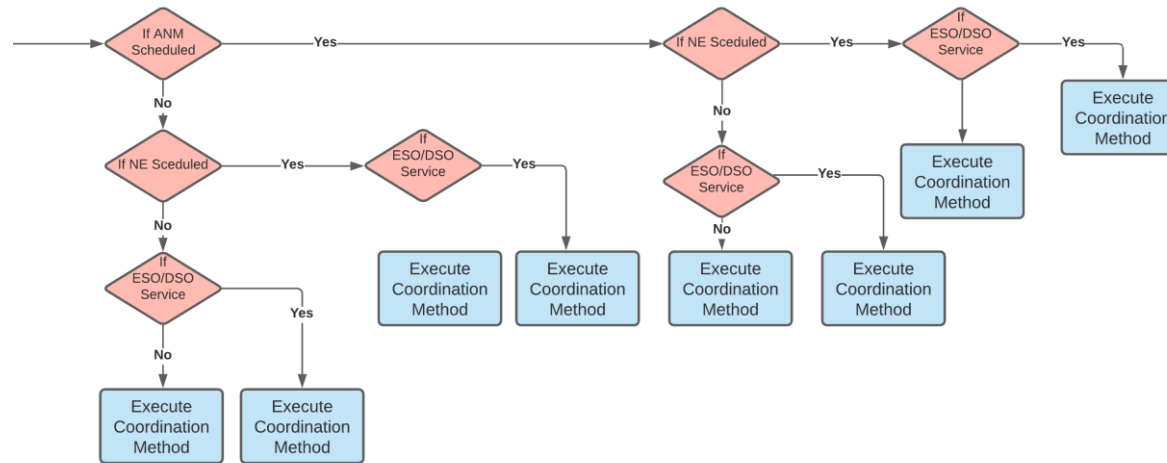 If ANM
Scheduled
Yes
If NE Sceduled
Yes
If
ESO/DSO
Service
Yes
Execute
Coordination
Method
No
No
Execute
Coordination
Method
If NE Sceduled
Yes
If
ESO/DSO
Service
Yes
If
ESO/DSO
Service
Yes
No
No
Execute
Coordination
Method
Execute
Coordination
Method
Execute
Coordination
Method
Execute
Coordination
Method
If
ESO/DSO
Service
Yes
No
Execute
Coordination
Method
Execute
Coordination
Method